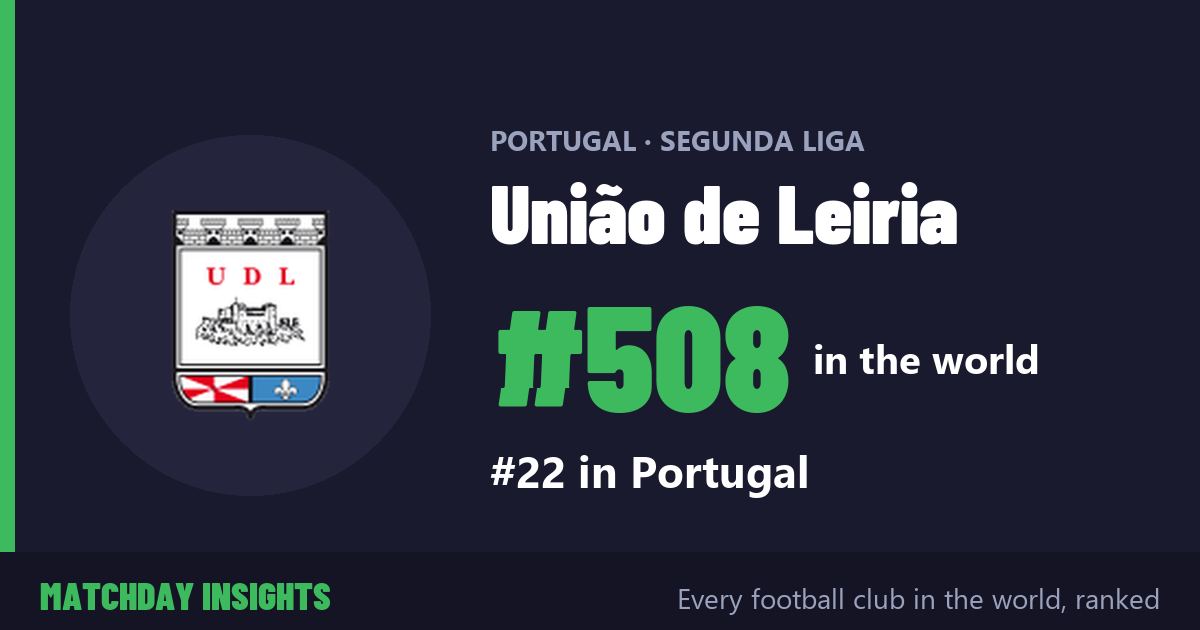 PORTUGAL · SEGUNDA LIGA
União de Leiria
U D L
#508 in the world
#22 in Portugal
MATCHDAY INSIGHTS
Every football club in the world, ranked